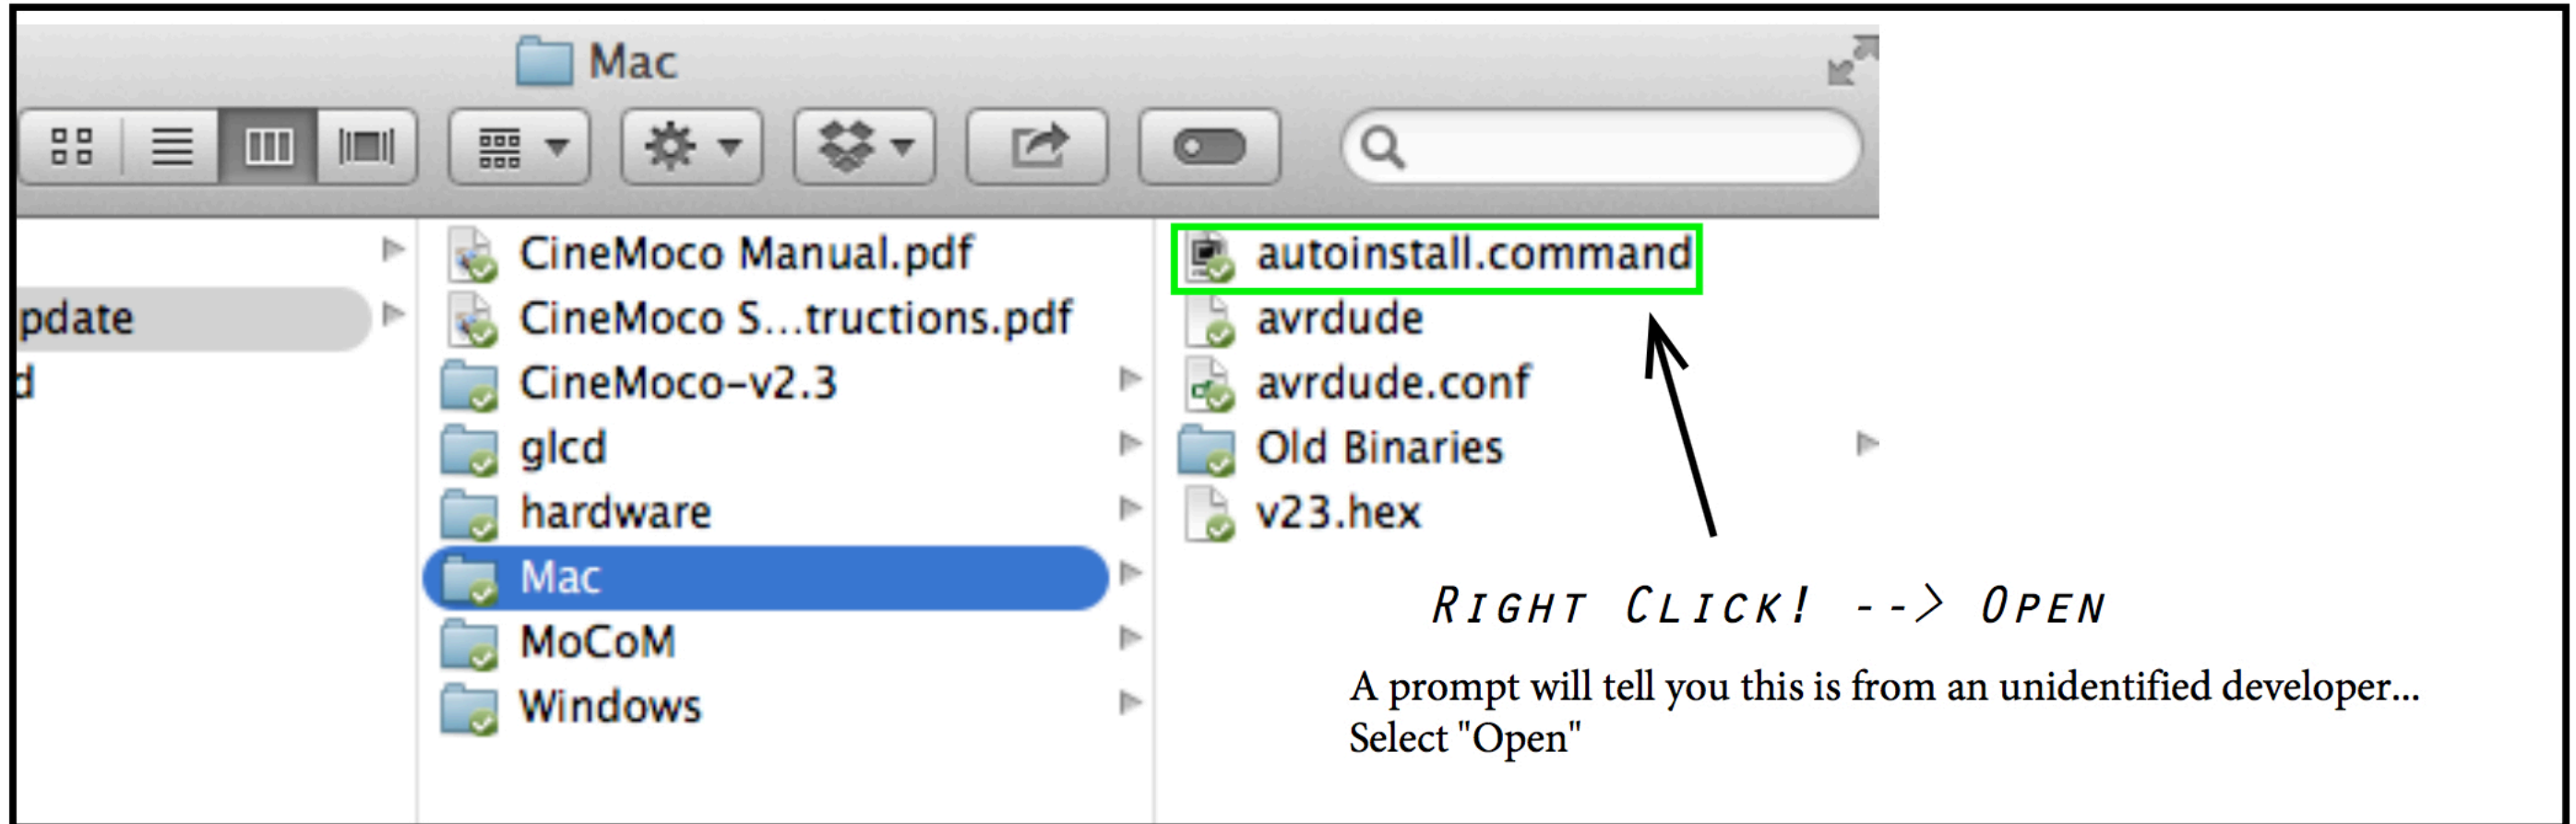 Mac
pdate
d
CineMoco Manual.pdf
CineMoco S...tructions.pdf
CineMoco-v2.3
glcd
hardware
Mac
MoCoM
Windows
autoinstall.command
avrdude
avrdude.conf
Old Binaries
v23.hex
RIGHT CLICK! --> OPEN
A prompt will tell you this is from an unidentified developer...
Select "Open"